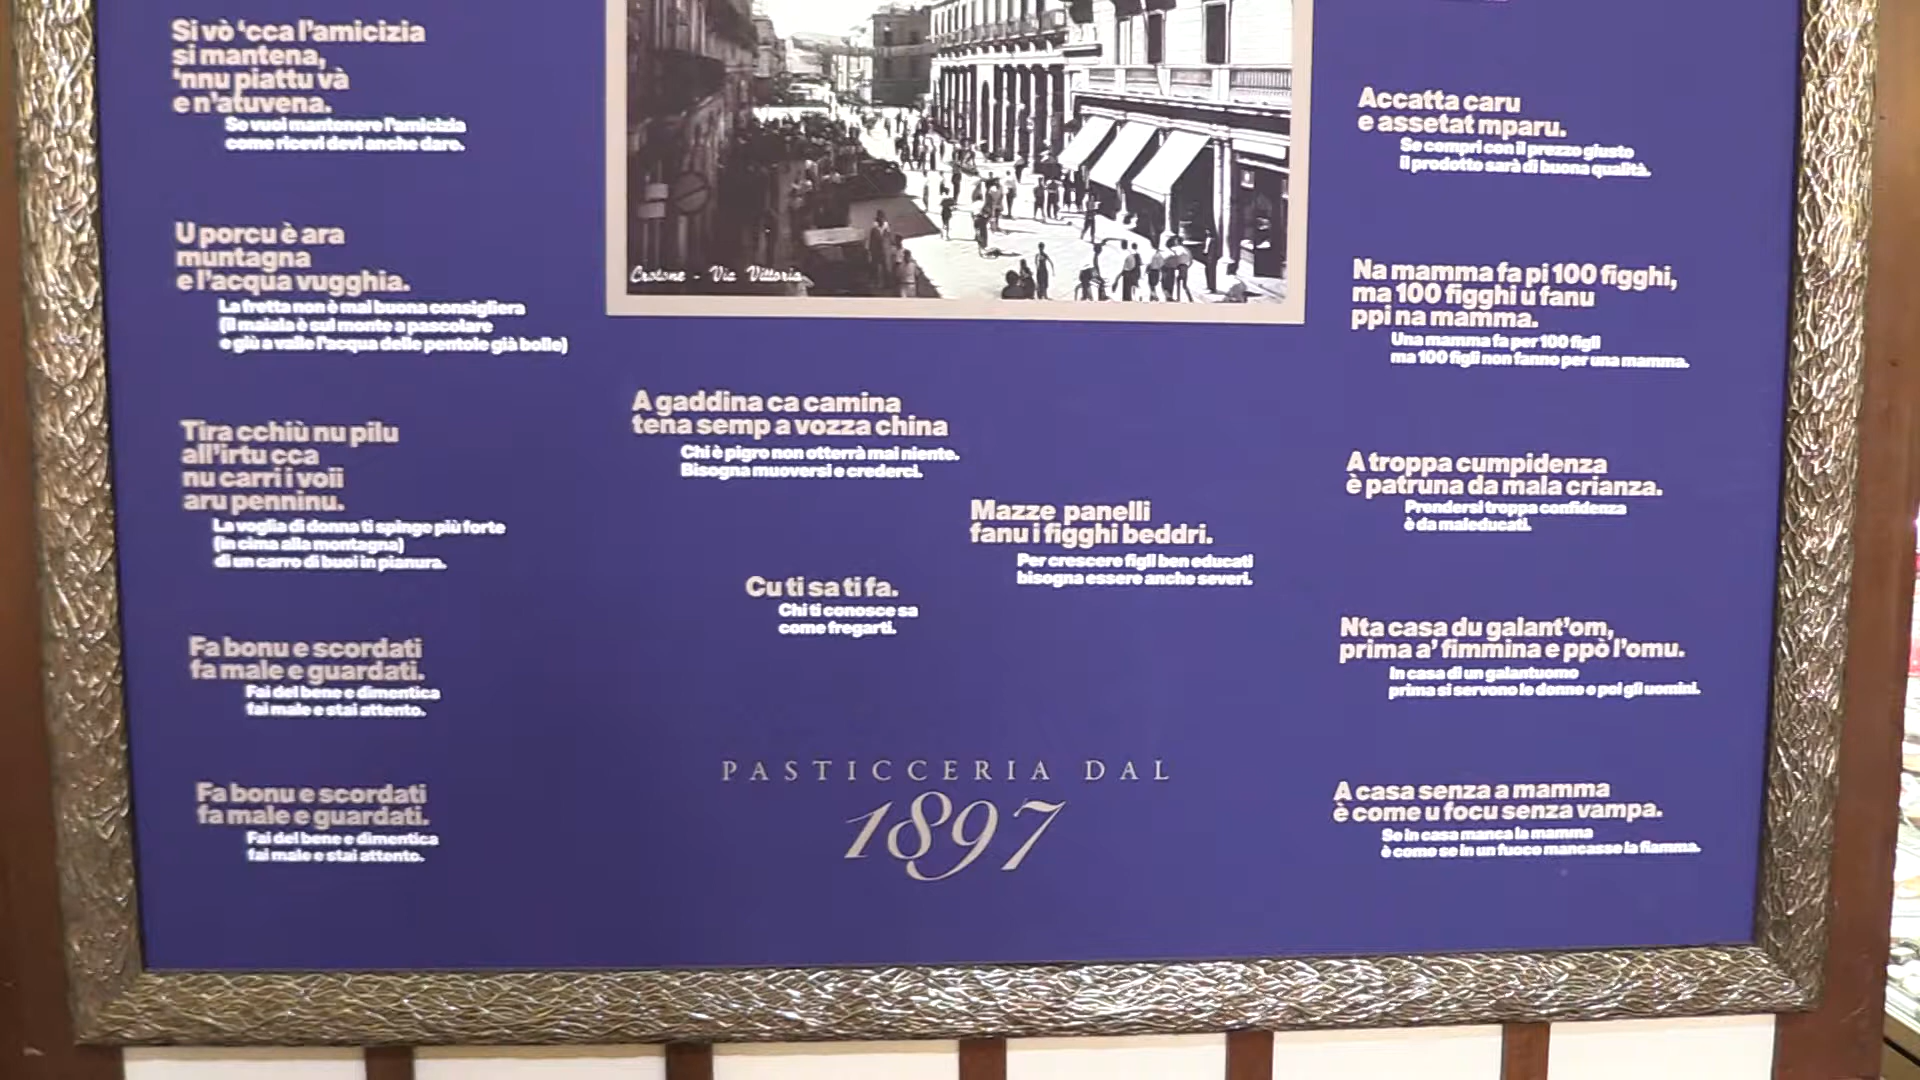 Si vò ‘cca l’amicizia
si mantena,
‘nnu piattu và
e n’atuvena.
Se vuoi mantenere l'amicizia
come ricevi devi anche dare.
U porcu è ara
muntagna
e l’acqua vugghia.
La fretta non è mai buona consigliera
(Il maiala è sul monte a pascolare
e giù a valle l'acqua delle pentole già bolle)
Tira cchiù nu pilu
all’irtu cca
nu carri i voii
aru penninu.
La voglia di donna ti spinge più forte
(in cima alla montagna)
di un carro di buoi in pianura.
Fa bonu e scordati
fa male e guardati.
Fai del bene e dimentica
fai male e stai attento.
Fa bonu e scordati
fa male e guardati.
Fai del bene e dimentica
fai male e stai attento.
Crotone - Via Vittoria
A gaddina ca camina
tena semp a vozza china
Chi è pigro non otterrà mai niente.
Bisogna muoversi e crederci.
Mazze panelli
fanu i figghi beddri.
Per crescere figli ben educati
bisogna essere anche severi.
Cu ti sa ti fa.
Chi ti conosce sa
come fregarti.
PASTICCERIA DAL
1897
Accatta caru
e assetat mparu.
Se compri con il prezzo giusto
il prodotto sarà di buona qualità.
Na mamma fa pi 100 figghi,
ma 100 figghi u fanu
ppi na mamma.
Una mamma fa per 100 figli
ma 100 figli non fanno per una mamma.
A troppa cumpidenza
è patruna da mala crianza.
Prendersi troppa confidenza
è da maleducati.
Nta casa du galant’om,
prima a’ fimmina e ppò l’omu.
In casa di un galantuomo
prima si servono le donne e poi gli uomini.
A casa senza a mamma
è come u focu senza vampa.
Se in casa manca la mamma
è come se in un fuoco mancasse la fiamma.